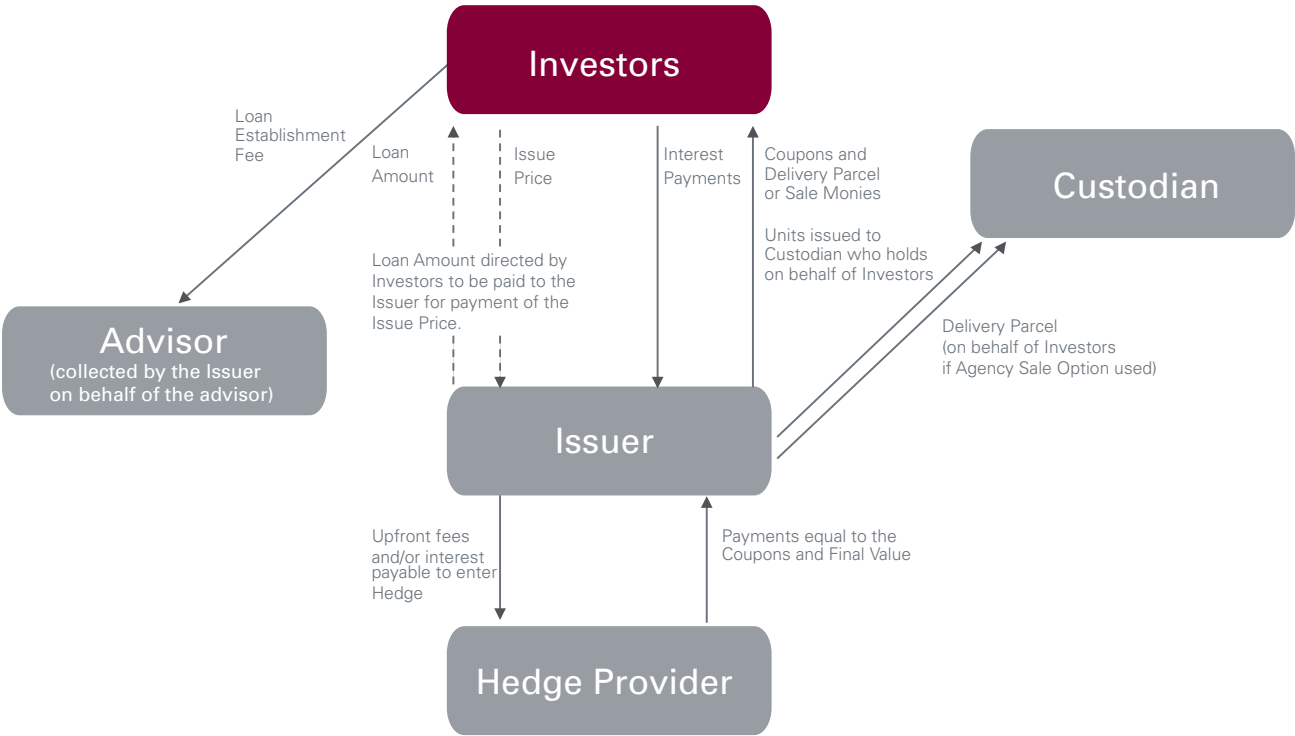 Investors
Loan
Establishment
Fee
Loan
Amount
Issue
Price
Interest
Payments
Coupons and
Delivery Parcel
or Sale Monies
Custodian
Units issued to
Custodian who holds
on behalf of Investors
Loan Amount directed by
Investors to be paid to the
Issuer for payment of the
Issue Price.
Advisor
(collected by the Issuer
on behalf of the advisor)
Delivery Parcel
(on behalf of Investors
if Agency Sale Option used)
Issuer
Upfront fees
and/or interest
payable to enter
Hedge
Payments equal to the
Coupons and Final Value
Hedge Provider